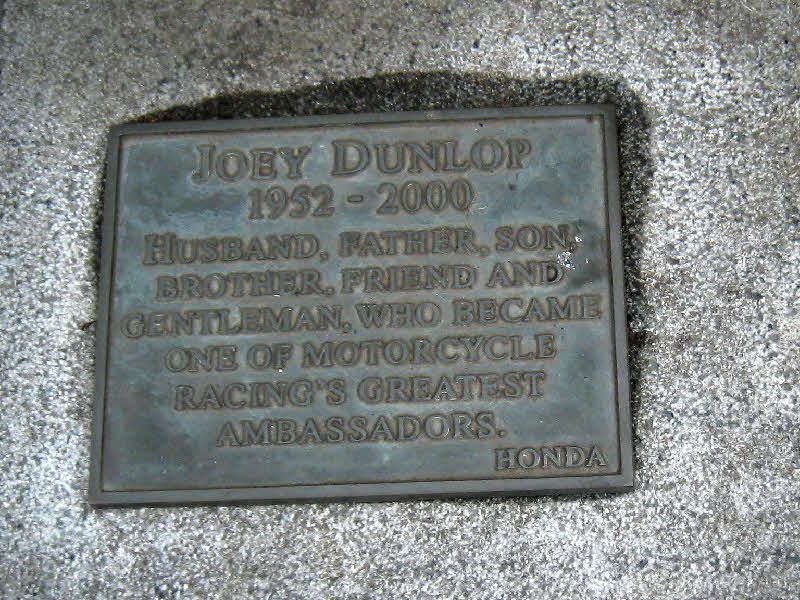 JOEY DUNLOP
1952 - 2000
HUSBAND, FATHER, SON,
BROTHER, FRIEND AND
GENTLEMAN, WHO BECAME
ONE OF MOTORCYCLE
RACING'S GREATEST
AMBASSADORS.
HONDA